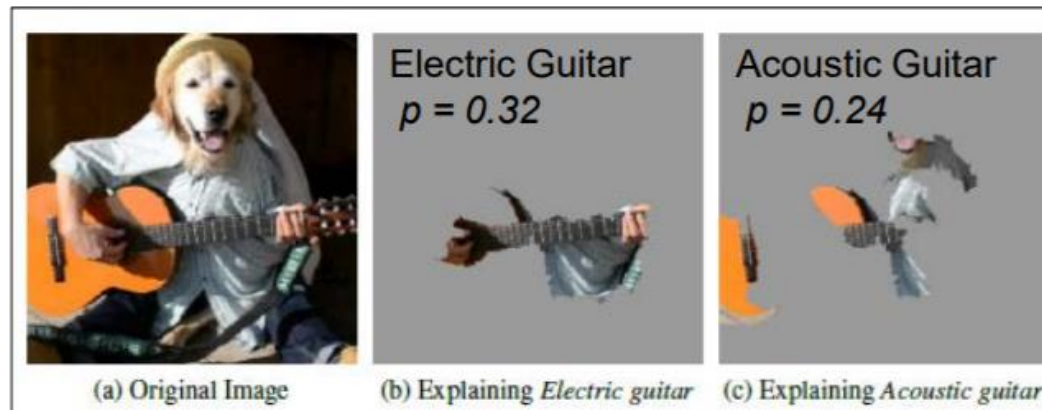 Electric Guitar
p = 0.32
Acoustic Guitar
p = 0.24
(a) Original Image
(b) Explaining Electric guitar
(c) Explaining Acoustic guitar